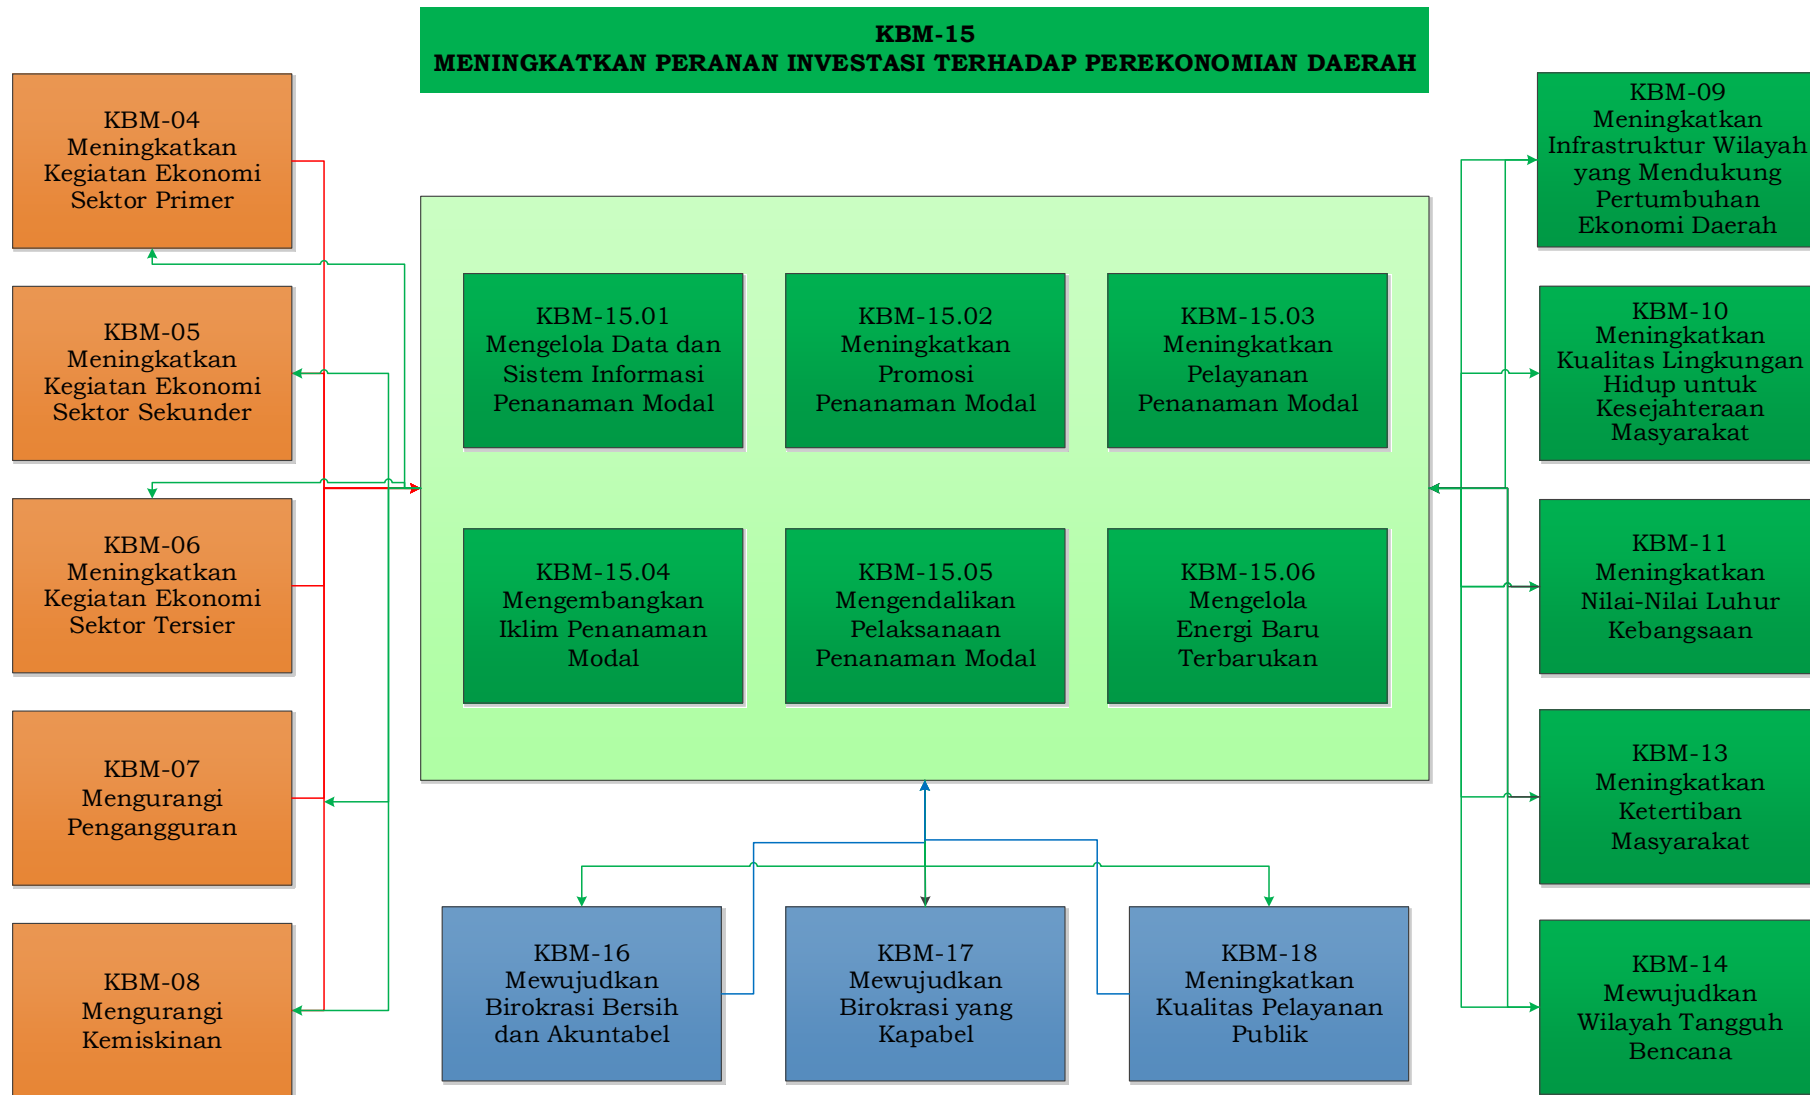 KBM-15
MENINGKATKAN PERANAN INVESTASI TERHADAP PEREKONOMIAN DAERAH
KBM-04
Meningkatkan
Kegiatan Ekonomi
Sektor Primer
KBM-05
Meningkatkan
Kegiatan Ekonomi
Sektor Sekunder
KBM-06
Meningkatkan
Kegiatan Ekonomi
Sektor Tersier
KBM-07
Mengurangi
Pengangguran
KBM-08
Mengurangi
Kemiskinan
KBM-15.01
Mengelola Data dan
Sistem Informasi
Penanaman Modal
KBM-15.02
Meningkatkan
Promosi
Penanaman Modal
KBM-15.03
Meningkatkan
Pelayanan
Penanaman Modal
KBM-15.04
Mengembangkan
Iklim Penanaman
Modal
KBM-15.05
Mengendalikan
Pelaksanaan
Penanaman Modal
KBM-15.06
Mengelola
Energi Baru
Terbarukan
KBM-16
Mewujudkan
Birokrasi Bersih
dan Akuntabel
KBM-17
Mewujudkan
Birokrasi yang
Kapabel
KBM-18
Meningkatkan
Kualitas Pelayanan
Publik
KBM-09
Meningkatkan
Infrastruktur Wilayah
yang Mendukung
Pertumbuhan
Ekonomi Daerah
KBM-10
Meningkatkan
Kualitas Lingkungan
Hidup untuk
Kesejahteraan
Masyarakat
KBM-11
Meningkatkan
Nilai-Nilai Luhur
Kebangsaan
KBM-13
Meningkatkan
Ketertiban
Masyarakat
KBM-14
Mewujudkan
Wilayah Tangguh
Bencana